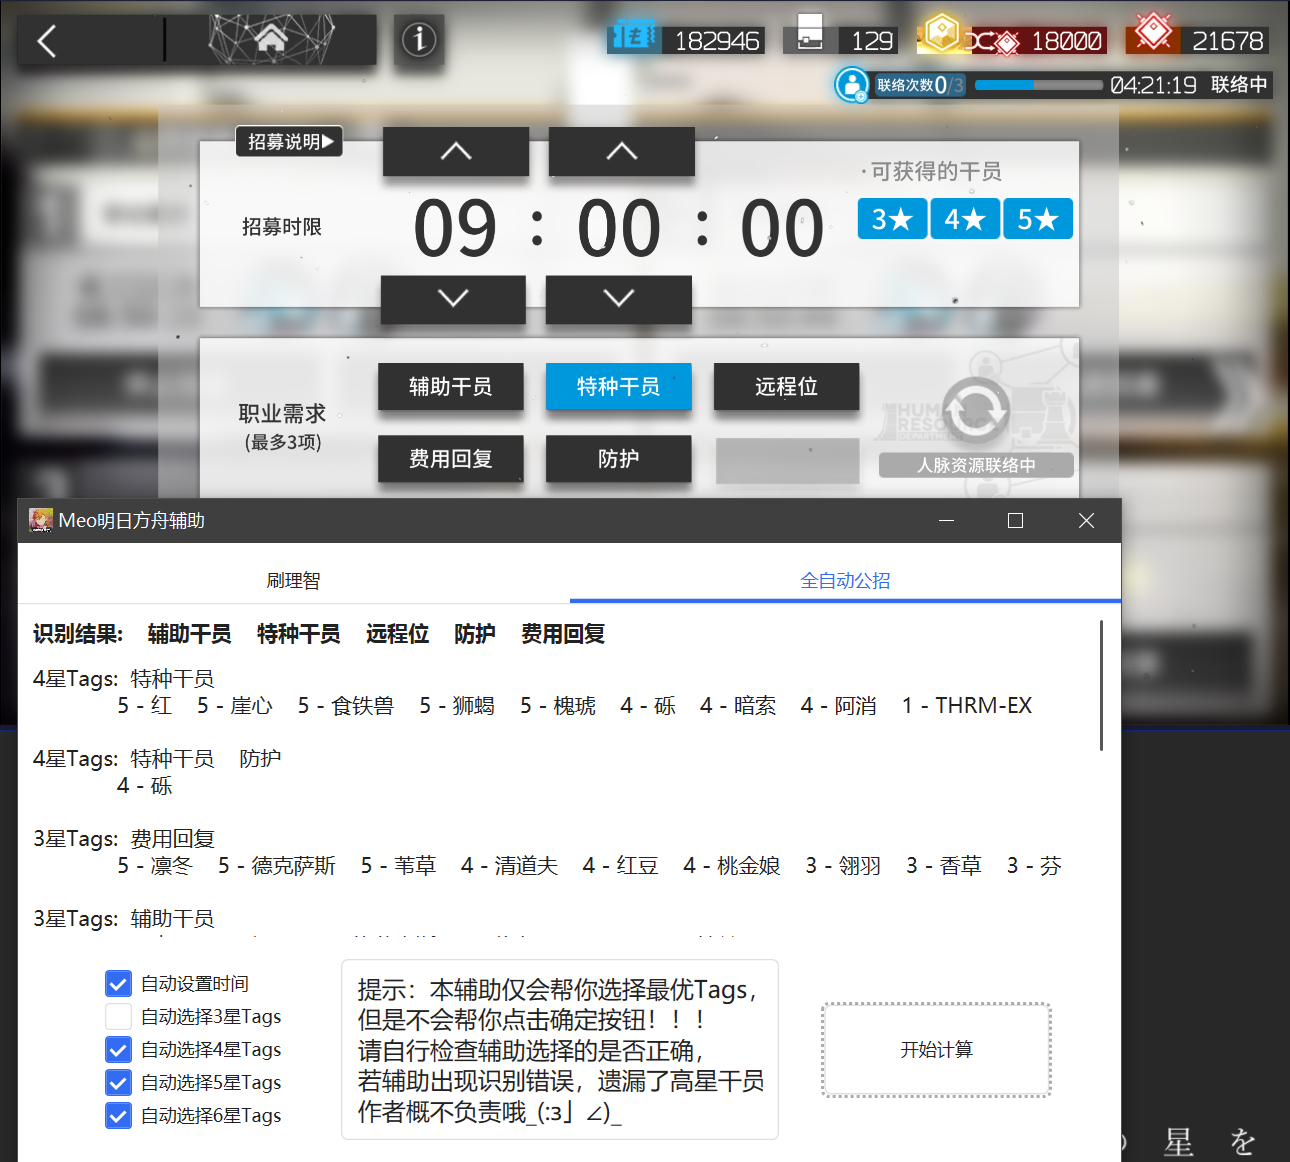 182946
129
18000
21678
联络次数0/3
04:21:19 联络中
招募说明▶
·可获得的干员
招募时限
09 : 00 : 00
3★ 4★ 5★
职业需求
(最多3项)
辅助干员 特种干员 远程位
费用回复 防护
HUMAN
RESOURCE
DEPARTMENT
人脉资源联络中
Meo明日方舟辅助
刷理智
全自动公招
识别结果: 辅助干员 特种干员 远程位 防护 费用回复
4星Tags: 特种干员
5 - 红 5 - 崖心 5 - 食铁兽 5 - 狮蝎 5 - 槐琥 4 - 砾 4 - 暗索 4 - 阿消 1 - THRM-EX
4星Tags: 特种干员 防护
4 - 砾
3星Tags: 费用回复
5 - 凛冬 5 - 德克萨斯 5 - 苇草 4 - 清道夫 4 - 红豆 4 - 桃金娘 3 - 翎羽 3 - 香草 3 - 芬
3星Tags: 辅助干员
自动设置时间
自动选择3星Tags
自动选择4星Tags
自动选择5星Tags
自动选择6星Tags
提示：本辅助仅会帮你选择最优Tags，
但是不会帮你点击确定按钮！！！
请自行检查辅助选择的是否正确，
若辅助出现识别错误，遗漏了高星干员
作者概不负责哦_(:з」∠)_
开始计算
星を